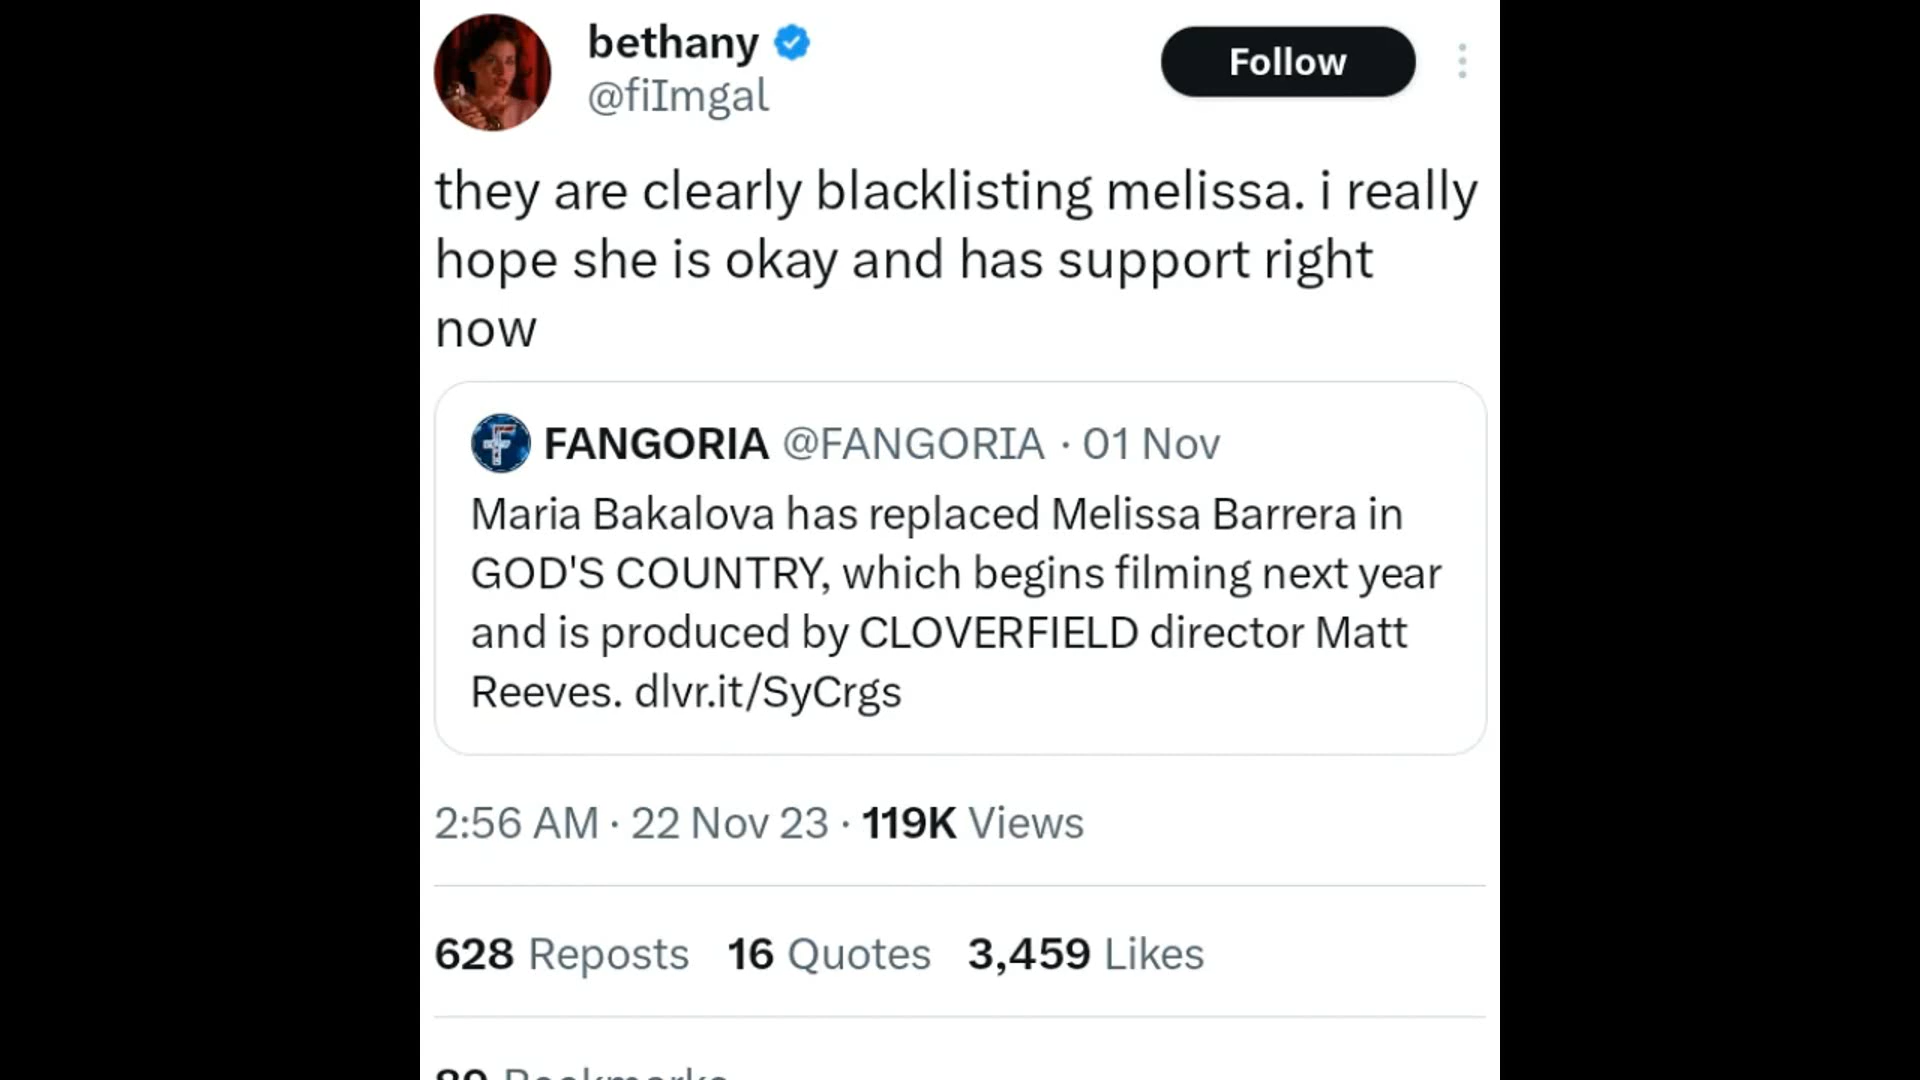 bethany
@fiImgal
Follow
they are clearly blacklisting melissa. i really
hope she is okay and has support right
now
FANGORIA @FANGORIA · 01 Nov
Maria Bakalova has replaced Melissa Barrera in
GOD'S COUNTRY, which begins filming next year
and is produced by CLOVERFIELD director Matt
Reeves. dlvr.it/SyCrgs
2:56 AM · 22 Nov 23 · 119K Views
628 Reposts 16 Quotes 3,459 Likes
Bookmarks